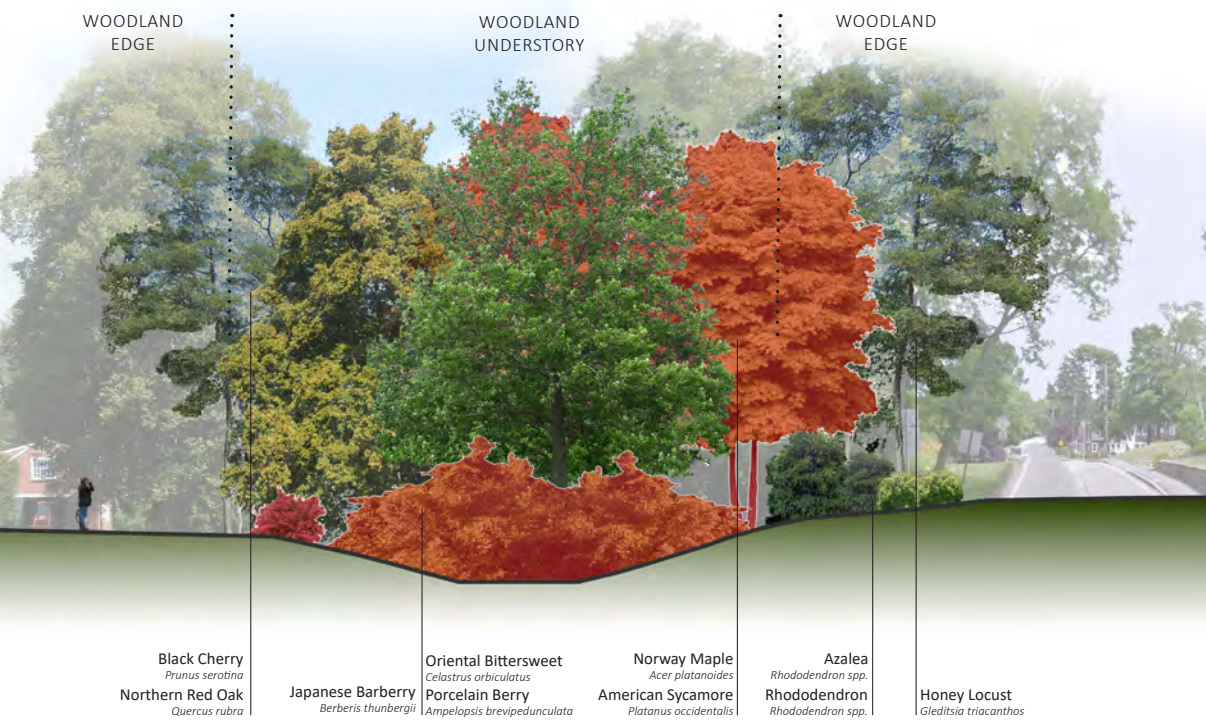 WOODLAND
EDGE
WOODLAND
UNDERSTORY
WOODLAND
EDGE
Black Cherry
Prunus serotina
Northern Red Oak
Quercus rubra
Japanese Barberry
Berberis thunbergii
Oriental Bittersweet
Celastrus orbiculatus
Porcelain Berry
Ampelopsis brevipedunculata
Norway Maple
Acer platanoides
American Sycamore
Platanus occidentalis
Azalea
Rhododendron spp.
Rhododendron
Rhododendron spp.
Honey Locust
Gleditsia triacanthos